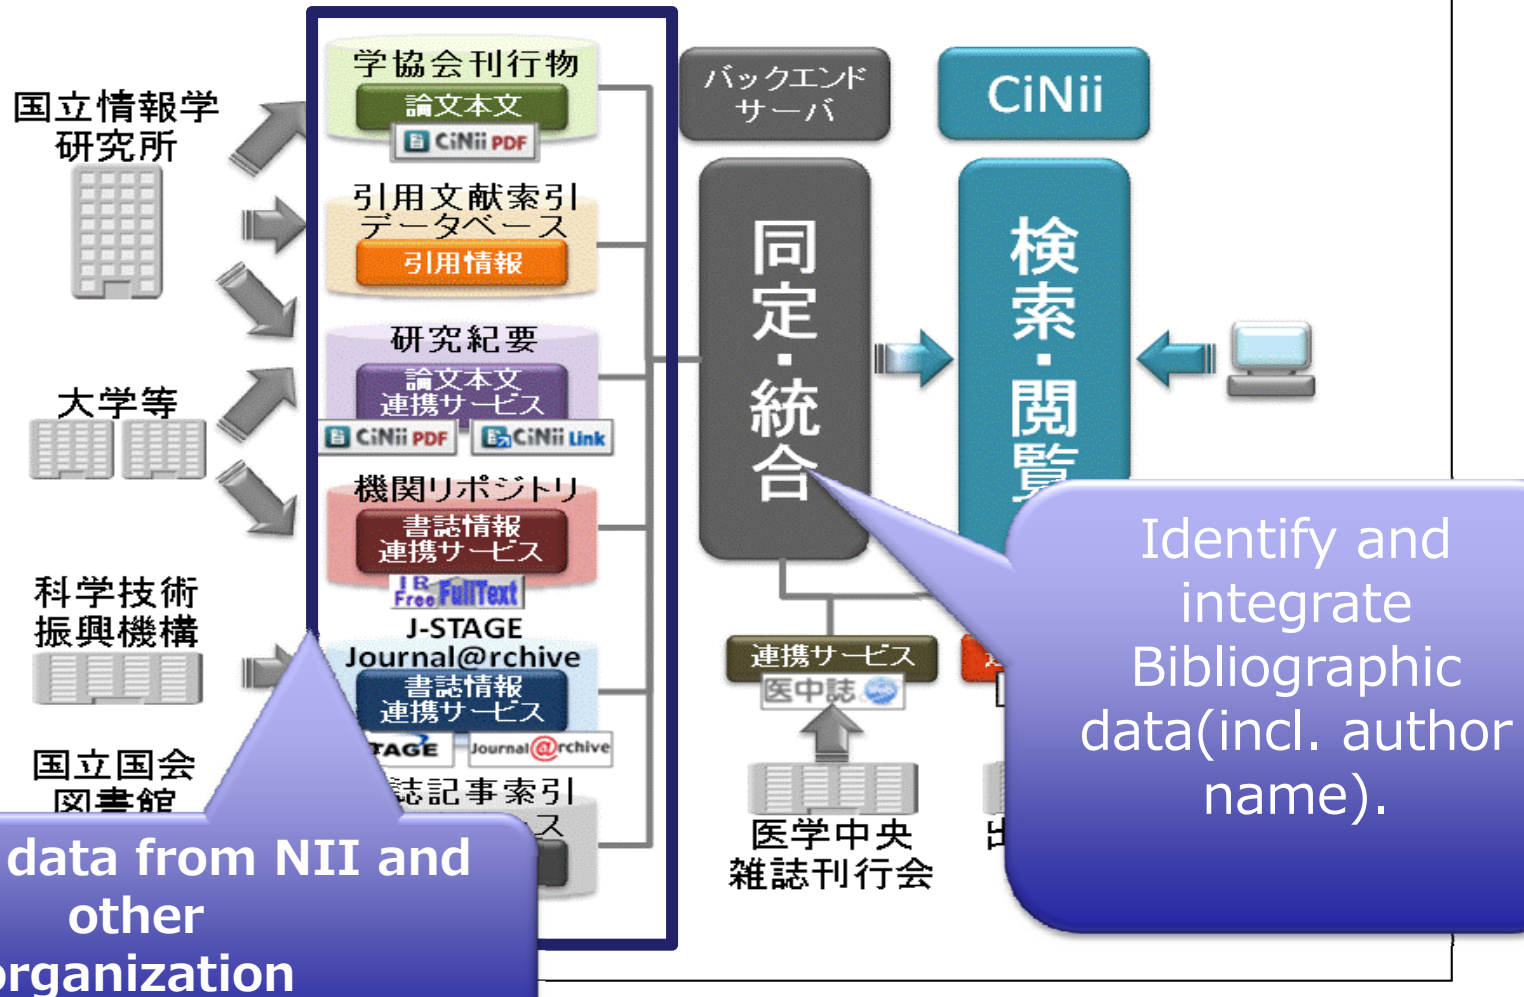 国立情報学
研究所
大学等
科学技術
振興機構
国立国会
図書館
学協会刊行物
論文本文
CiNii PDF
引用文献索引
データベース
引用情報
研究紀要
論文本文
連携サービス
CiNii PDF
CiNii Link
機関リポジトリ
書誌情報
連携サービス
IR
Free FullText
J-STAGE
Journal@rchive
書誌情報
連携サービス
TAGE
Journal@rchive
誌記事索引
ス
バックエンド
サーバ
同定・統合
CiNii
検索・閲覧
連携サービス
医中誌
医学中央
雑誌刊行会
出
data from NII and
other
organization
Identify and
integrate
Bibliographic
data(incl. author
name).